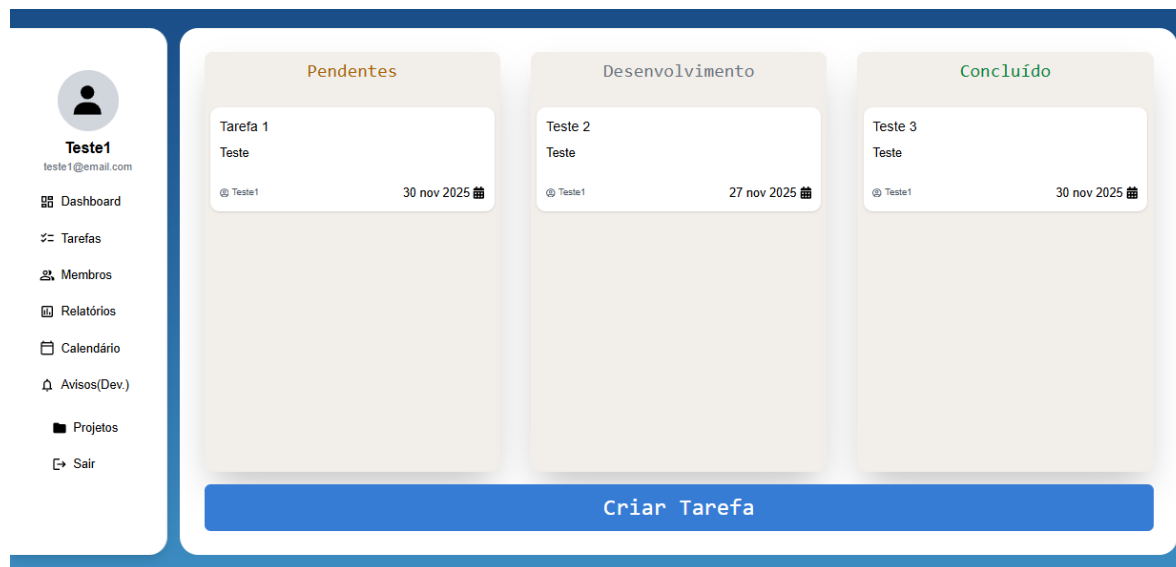 Teste1
teste1@email.com
Dashboard
Tarefas
Membros
Relatórios
Calendário
Avisos(Dev.)
Projetos
Sair
Pendentes
Tarefa 1
Teste
Teste1
30 nov 2025
Desenvolvimento
Teste 2
Teste
Teste1
27 nov 2025
Concluído
Teste 3
Teste
Teste1
30 nov 2025
Criar Tarefa